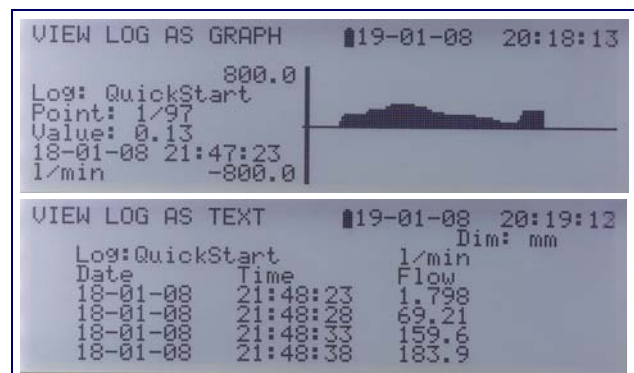 VIEW LOG AS GRAPH 19-01-08 20:18:13
800.0
Log: QuickStart
Point: 1/97
Value: 0.13
18-01-08 21:47:23
l/min -800.0
VIEW LOG AS TEXT 19-01-08 20:19:12
Dim: mm
Log:QuickStart l/min
Date Time Flow
18-01-08 21:48:23 1.798
18-01-08 21:48:28 69.21
18-01-08 21:48:33 159.6
18-01-08 21:48:38 183.9